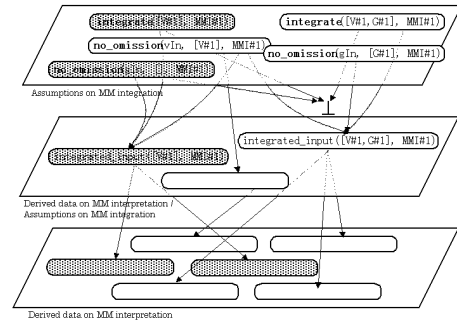 integrate([V#1], MMI#1)
integrate([V#1,G#1], MMI#1)
no_omission(vIn, [V#1], MMI#1)
no_omission(gIn, [G#1], MMI#1)
no_omission(
Assumptions on MM integration
integrated_input([V#1,G#1], MMI#1)
integrated_input([V#1], MMI#1)
Derived data on MM interpretation /
Assumptions on MM integration
Derived data on MM interpretation